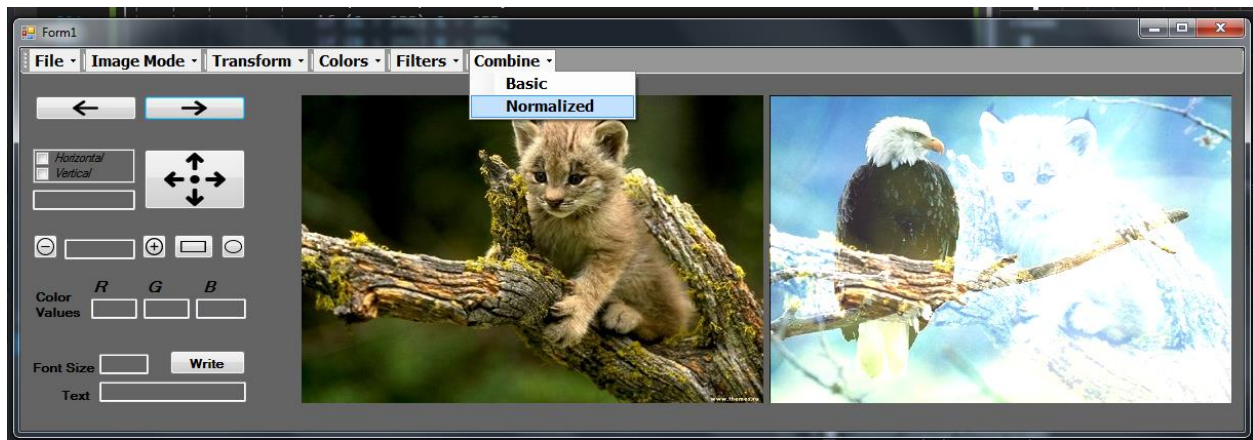 Form1
File Image Mode Transform Colors Filters Combine
Basic
Normalized
Horizontal
Vertical
R G B
Color
Values
Font Size Write
Text
www.themes.ru